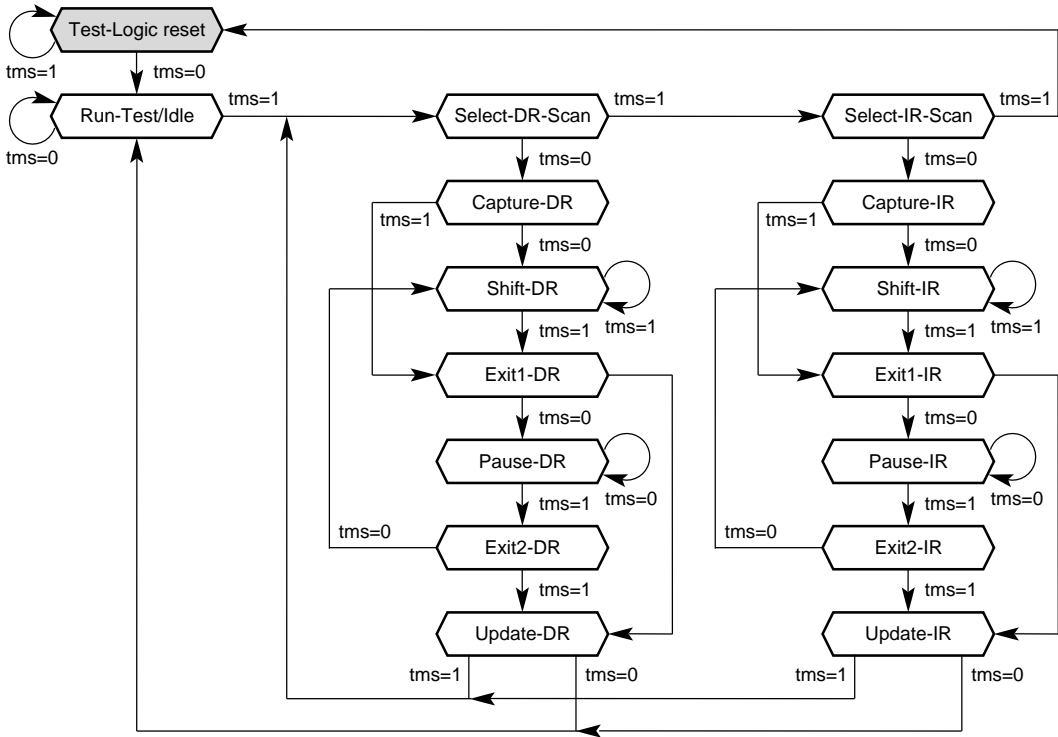 Test-Logic reset
tms=1
tms=0
Run-Test/Idle
tms=1
Select-DR-Scan
tms=1
Select-IR-Scan
tms=1
tms=0
tms=0
tms=0
Capture-DR
Capture-IR
tms=1
tms=0
tms=1
tms=0
Shift-DR
Shift-IR
tms=1
tms=1
tms=1
tms=1
Exit1-DR
Exit1-IR
tms=0
tms=0
Pause-DR
Pause-IR
tms=1
tms=0
tms=1
tms=0
tms=0
Exit2-DR
tms=0
Exit2-IR
tms=1
tms=1
Update-DR
Update-IR
tms=1
tms=0
tms=1
tms=0